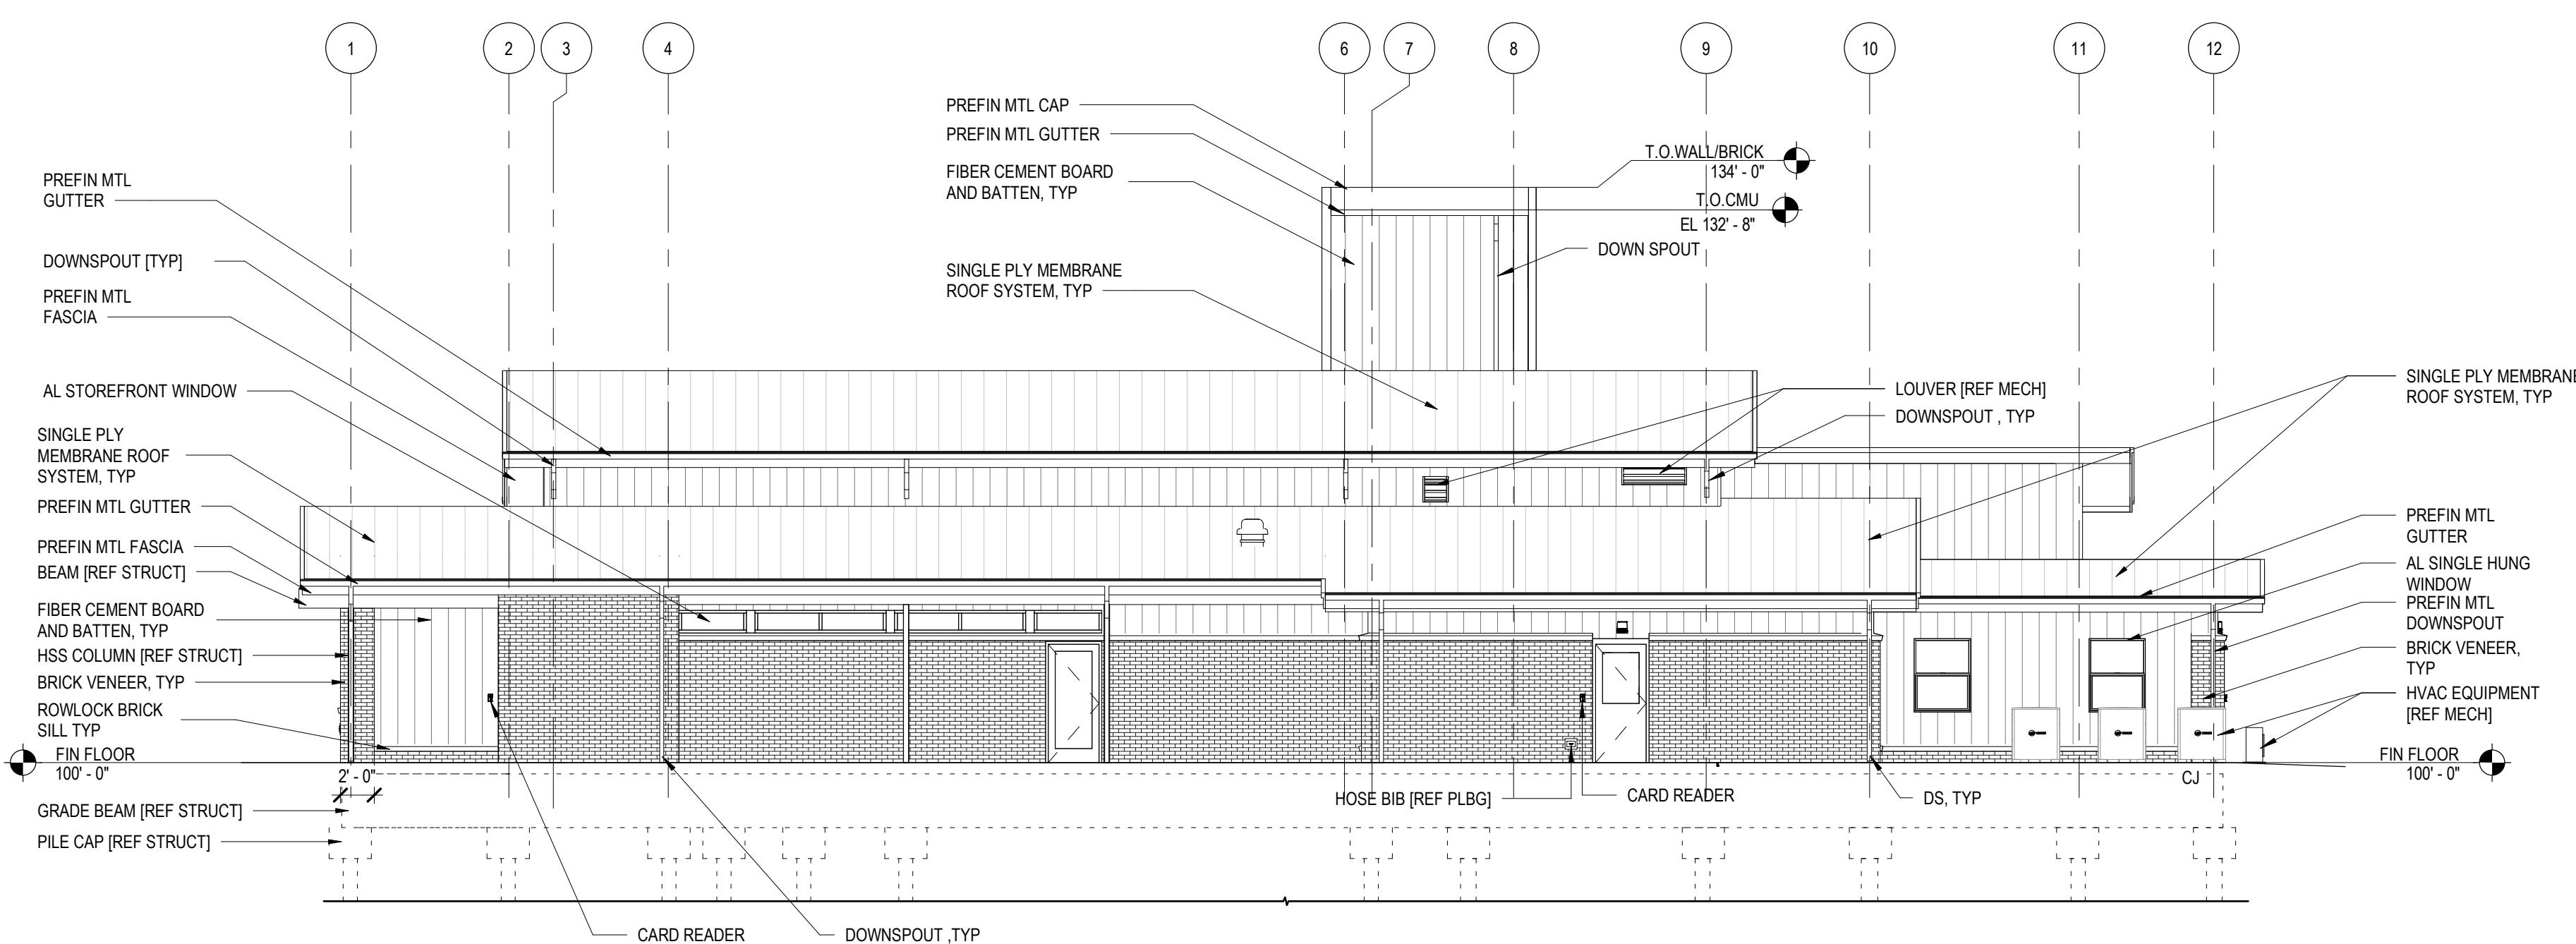 1
2
3
4
6
7
8
9
10
11
12
PREFIN MTL
GUTTER
DOWNSPOUT [TYP]
PREFIN MTL
FASCIA
AL STOREFRONT WINDOW
SINGLE PLY
MEMBRANE ROOF
SYSTEM, TYP
PREFIN MTL GUTTER
PREFIN MTL FASCIA
BEAM [REF STRUCT]
FIBER CEMENT BOARD
AND BATTEN, TYP
HSS COLUMN [REF STRUCT]
BRICK VENEER, TYP
ROWLOCK BRICK
SILL TYP
FIN FLOOR
100' - 0"
2' - 0"
GRADE BEAM [REF STRUCT]
PILE CAP [REF STRUCT]
PREFIN MTL CAP
PREFIN MTL GUTTER
FIBER CEMENT BOARD
AND BATTEN, TYP
SINGLE PLY MEMBRANE
ROOF SYSTEM, TYP
T.O.WALL/BRICK
134' - 0"
T.O.CMU
EL 132' - 8"
DOWN SPOUT
LOUVER [REF MECH]
DOWNSPOUT , TYP
SINGLE PLY MEMBRANE
ROOF SYSTEM, TYP
PREFIN MTL
GUTTER
AL SINGLE HUNG
WINDOW
PREFIN MTL
DOWNSPOUT
BRICK VENEER,
TYP
HVAC EQUIPMENT
[REF MECH]
FIN FLOOR
100' - 0"
CJ
HOSE BIB [REF PLBG]
CARD READER
DS, TYP
CARD READER
DOWNSPOUT ,TYP